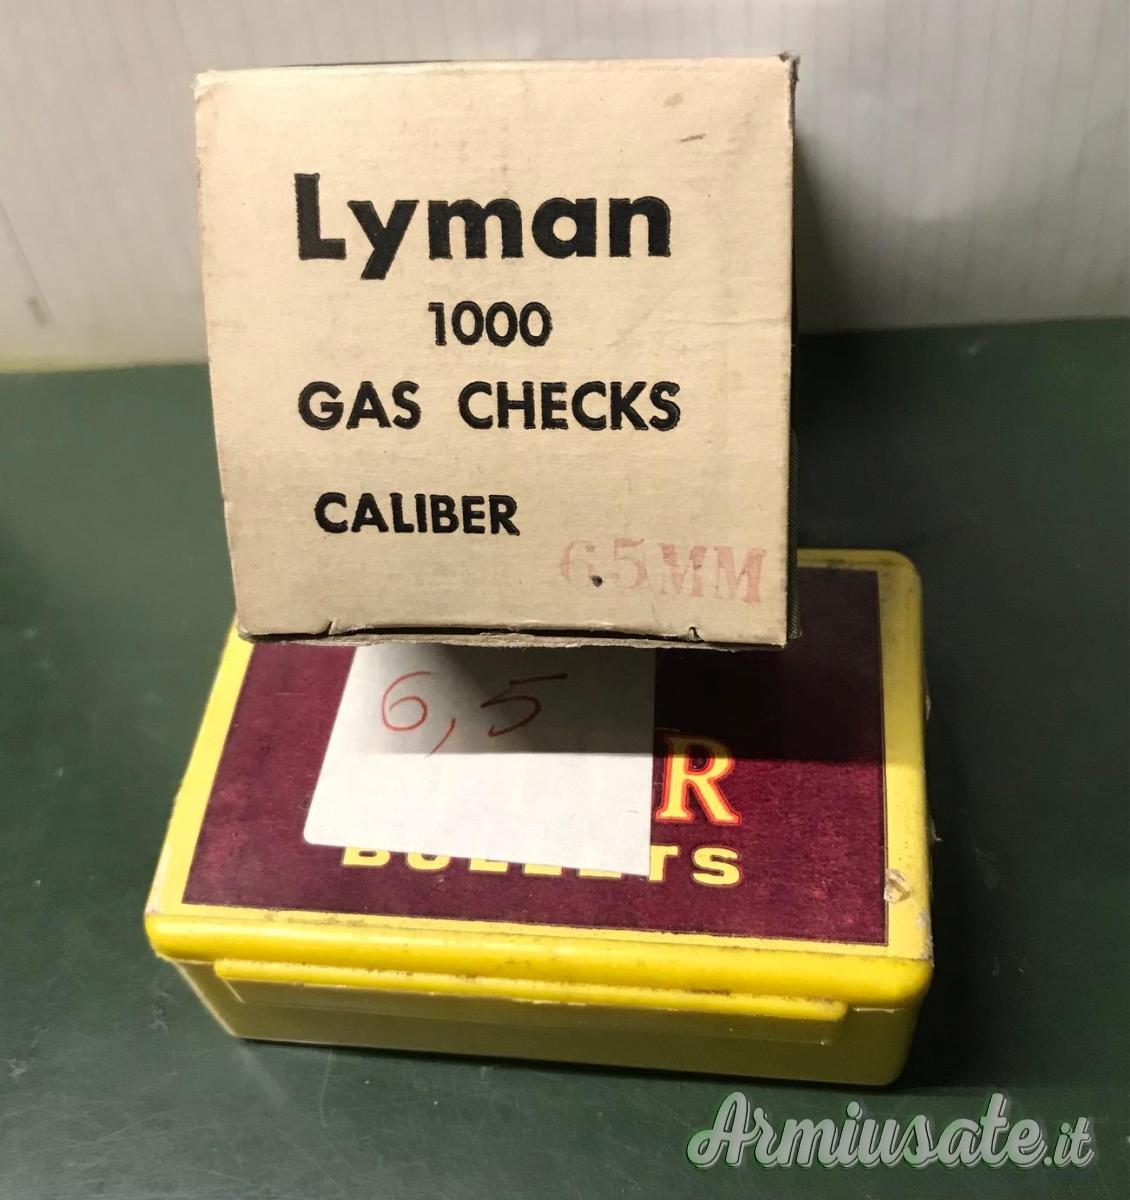 Lyman
1000
GAS CHECKS
CALIBER
6.5MM
6,5
R
BULLETS
Armiusate.it